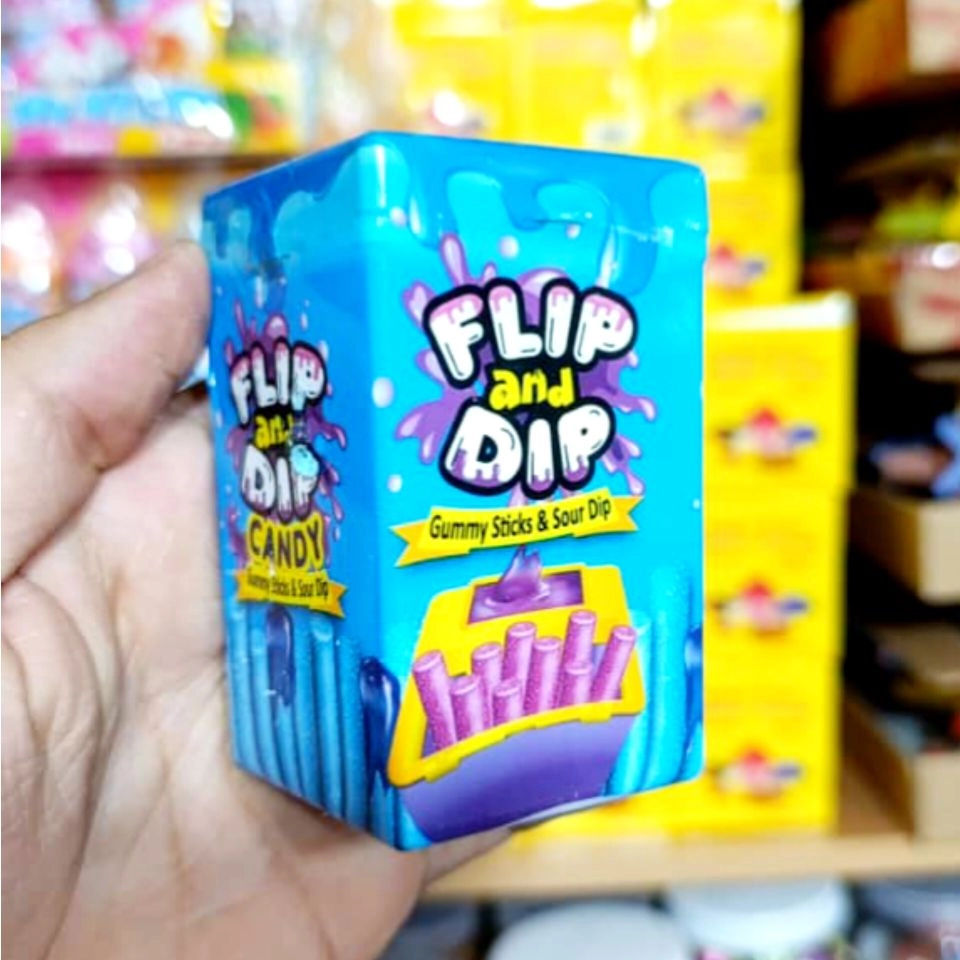 FLIP
and
DIP
Gummy Sticks & Sour Dip
FLIP
and
DIP
CANDY
Gummy Sticks & Sour Dip